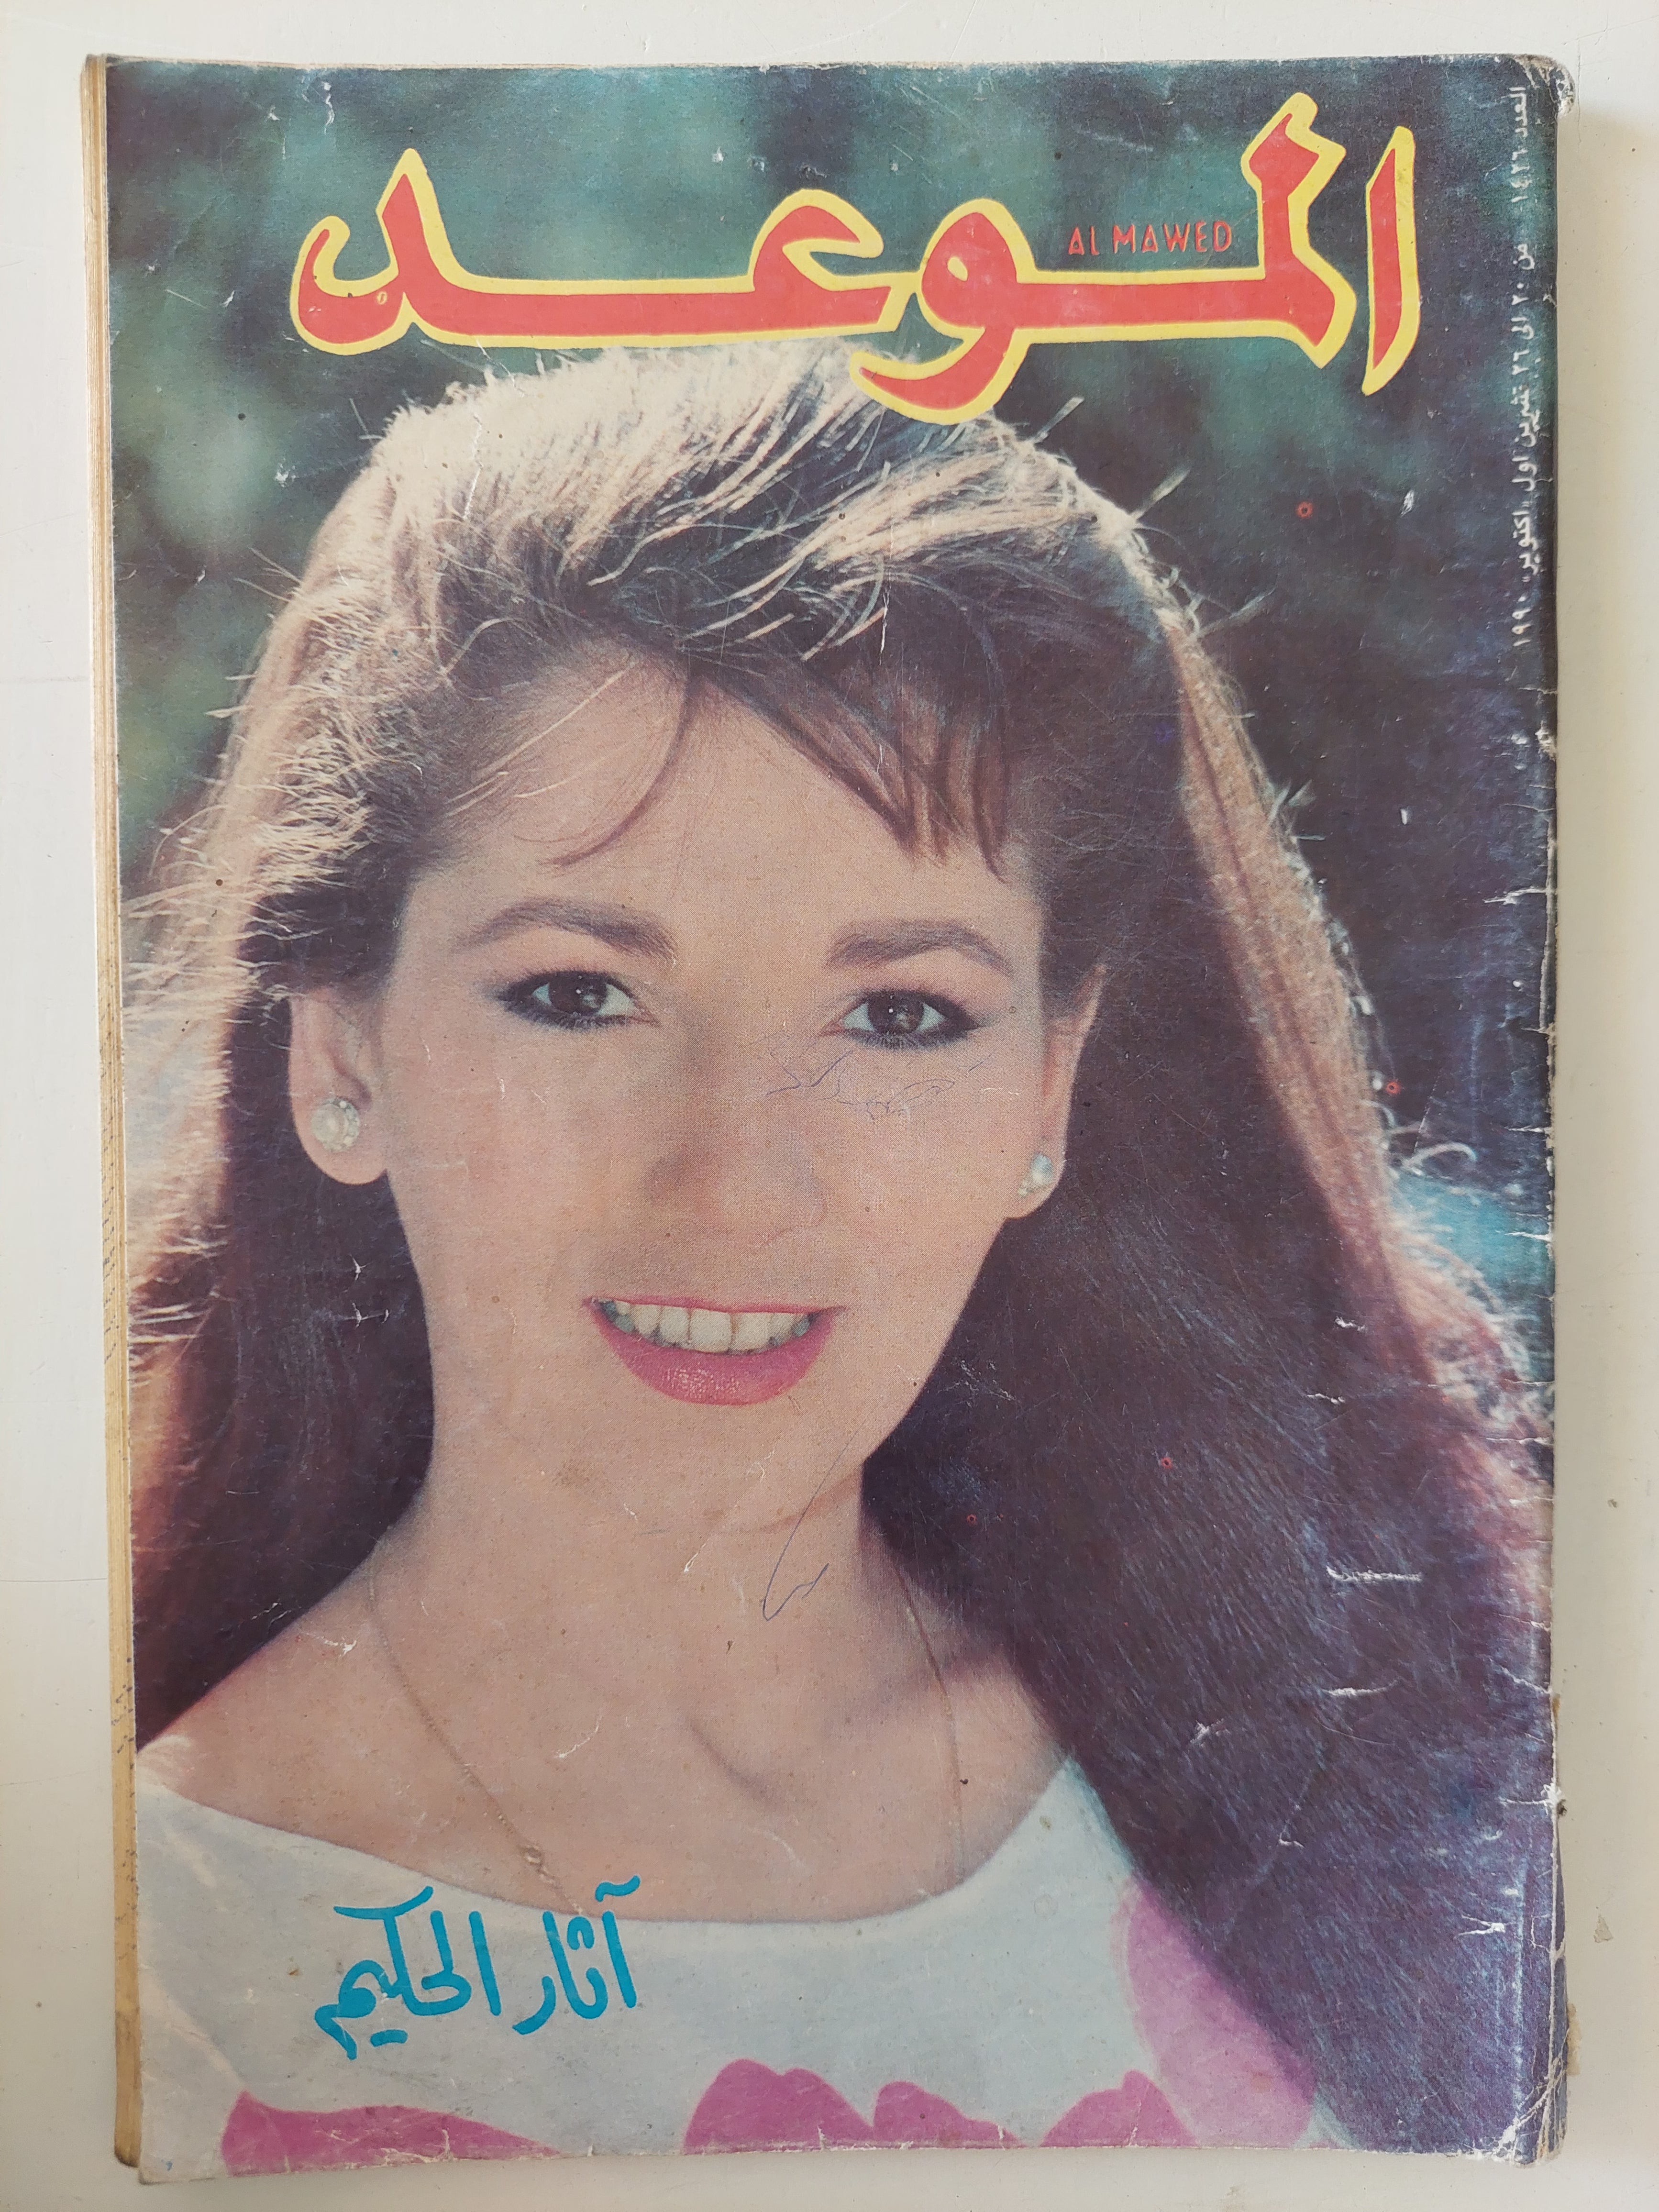 الموعد
AL MAWED
العدد ١٤٢٦ من ٢٠ الى ٢٦ تشرين اول، اكتوبر، ١٩٩٠
آثار الحكيم